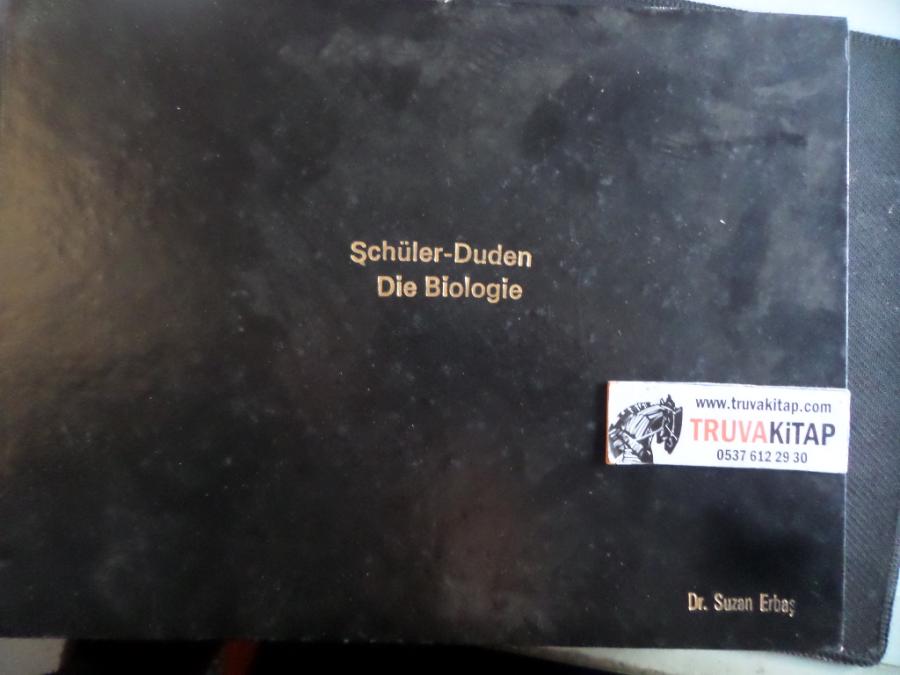 Schüler-Duden
Die Biologie
www.truvakitap.com
TRUVAKiTAP
0537 612 29 30
Dr. Suzan Erbaş